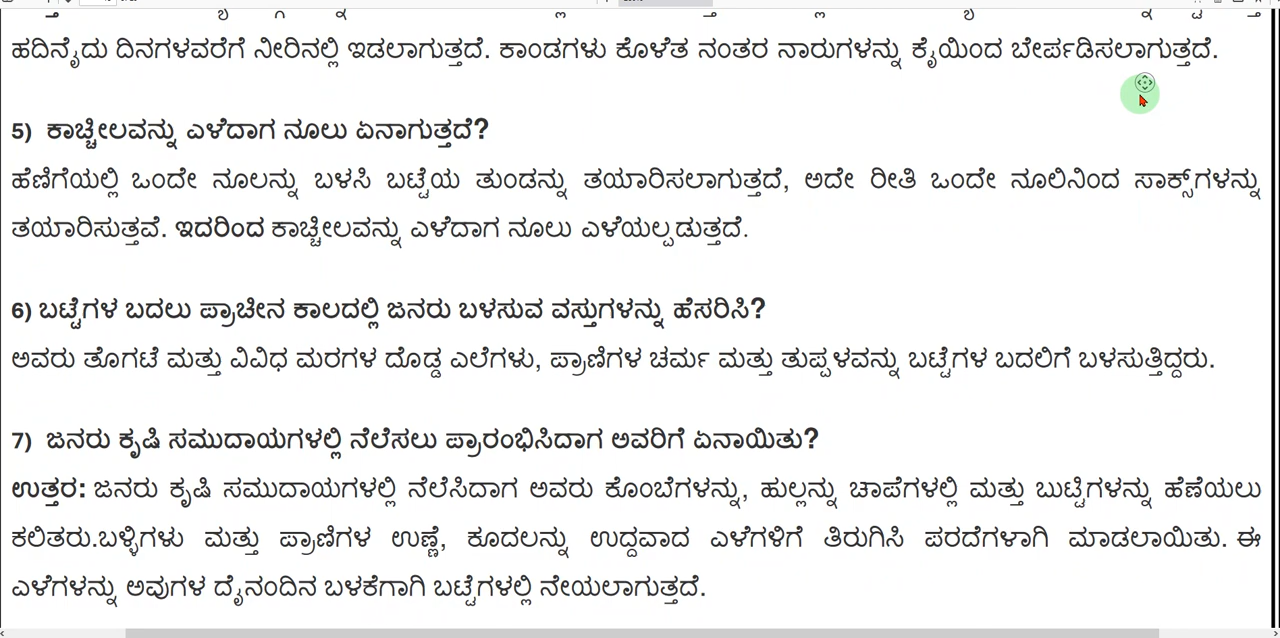 ಹದಿನೈದು ದಿನಗಳವರೆಗೆ ನೀರಿನಲ್ಲಿ ಇಡಲಾಗುತ್ತದೆ. ಕಾಂಡಗಳು ಕೊಳೆತ ನಂತರ ನಾರುಗಳನ್ನು ಕೈಯಿಂದ ಬೇರ್ಪಡಿಸಲಾಗುತ್ತದೆ.
5) ಕಾಚ್ಚೀಲವನ್ನು ಎಳೆದಾಗ ನೂಲು ಏನಾಗುತ್ತದೆ?
ಹೆಣಿಗೆಯಲ್ಲಿ ಒಂದೇ ನೂಲನ್ನು ಬಳಸಿ ಬಟ್ಟೆಯ ತುಂಡನ್ನು ತಯಾರಿಸಲಾಗುತ್ತದೆ, ಅದೇ ರೀತಿ ಒಂದೇ ನೂಲಿನಿಂದ ಸಾಕ್ಸ್‌ಗಳನ್ನು
ತಯಾರಿಸುತ್ತವೆ. ಇದರಿಂದ ಕಾಚ್ಚೀಲವನ್ನು ಎಳೆದಾಗ ನೂಲು ಎಳೆಯಲ್ಪಡುತ್ತದೆ.
6) ಬಟ್ಟೆಗಳ ಬದಲು ಪ್ರಾಚೀನ ಕಾಲದಲ್ಲಿ ಜನರು ಬಳಸುವ ವಸ್ತುಗಳನ್ನು ಹೆಸರಿಸಿ?
ಅವರು ತೊಗಟೆ ಮತ್ತು ವಿವಿಧ ಮರಗಳ ದೊಡ್ಡ ಎಲೆಗಳು, ಪ್ರಾಣಿಗಳ ಚರ್ಮ ಮತ್ತು ತುಪ್ಪಳವನ್ನು ಬಟ್ಟೆಗಳ ಬದಲಿಗೆ ಬಳಸುತ್ತಿದ್ದರು.
7) ಜನರು ಕೃಷಿ ಸಮುದಾಯಗಳಲ್ಲಿ ನೆಲೆಸಲು ಪ್ರಾರಂಭಿಸಿದಾಗ ಅವರಿಗೆ ಏನಾಯಿತು?
ಉತ್ತರ: ಜನರು ಕೃಷಿ ಸಮುದಾಯಗಳಲ್ಲಿ ನೆಲೆಸಿದಾಗ ಅವರು ಕೊಂಬೆಗಳನ್ನು, ಹುಲ್ಲನ್ನು ಚಾಪೆಗಳಲ್ಲಿ ಮತ್ತು ಬುಟ್ಟಿಗಳನ್ನು ಹೆಣೆಯಲು
ಕಲಿತರು.ಬಳ್ಳಿಗಳು ಮತ್ತು ಪ್ರಾಣಿಗಳ ಉಣ್ಣೆ, ಕೂದಲನ್ನು ಉದ್ದವಾದ ಎಳೆಗಳಿಗೆ ತಿರುಗಿಸಿ ಪರದೆಗಳಾಗಿ ಮಾಡಲಾಯಿತು. ಈ
ಎಳೆಗಳನ್ನು ಅವುಗಳ ದೈನಂದಿನ ಬಳಕೆಗಾಗಿ ಬಟ್ಟೆಗಳಲ್ಲಿ ನೇಯಲಾಗುತ್ತದೆ.